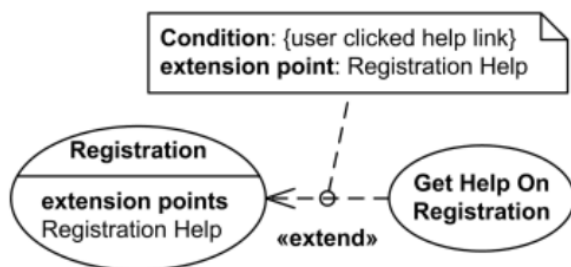 Condition: {user clicked help link}
extension point: Registration Help
Registration
extension points
Registration Help
«extend»
Get Help On
Registration